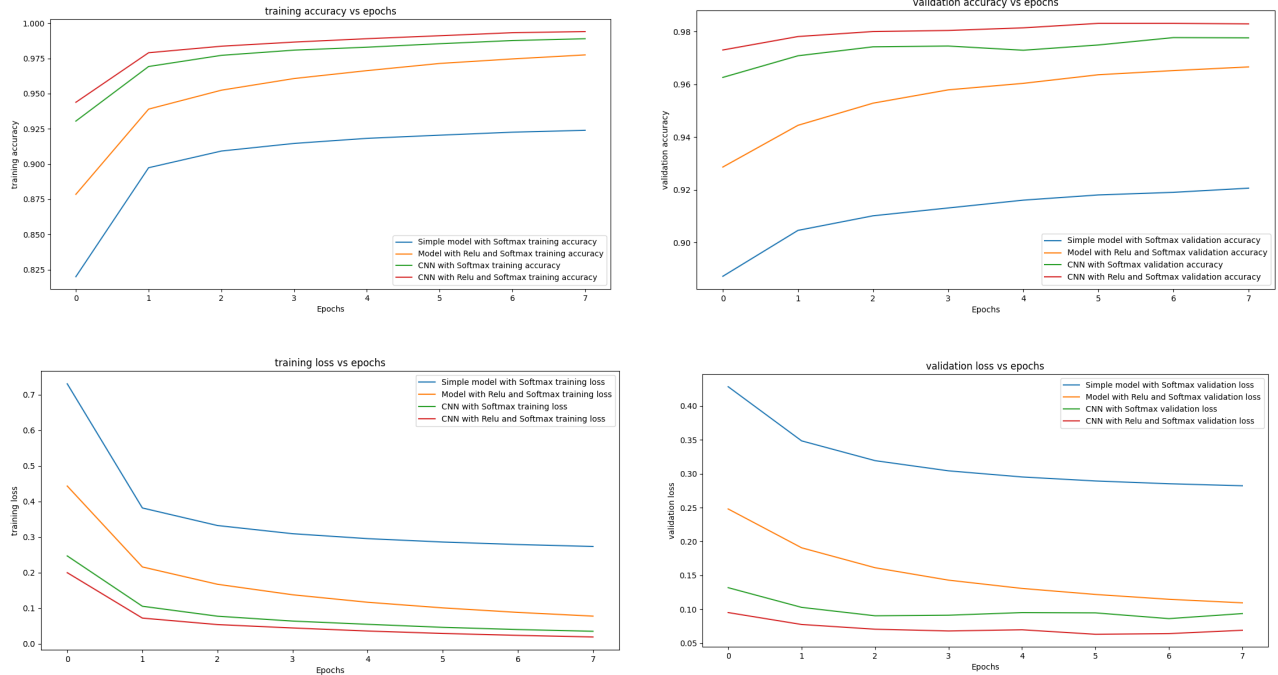 training accuracy vs epochs
1.000
0.975
0.950
0.925
0.900
0.875
0.850
0.825
training accuracy
Simple model with Softmax training accuracy
Model with Relu and Softmax training accuracy
CNN with Softmax training accuracy
CNN with Relu and Softmax training accuracy
0 1 2 3 4 5 6 7
Epochs
validation accuracy vs epochs
0.98
0.96
0.94
0.92
0.90
validation accuracy
Simple model with Softmax validation accuracy
Model with Relu and Softmax validation accuracy
CNN with Softmax validation accuracy
CNN with Relu and Softmax validation accuracy
0 1 2 3 4 5 6 7
Epochs
training loss vs epochs
0.7
0.6
0.5
0.4
0.3
0.2
0.1
0.0
training loss
Simple model with Softmax training loss
Model with Relu and Softmax training loss
CNN with Softmax training loss
CNN with Relu and Softmax training loss
0 1 2 3 4 5 6 7
Epochs
validation loss vs epochs
0.40
0.35
0.30
0.25
0.20
0.15
0.10
0.05
validation loss
Simple model with Softmax validation loss
Model with Relu and Softmax validation loss
CNN with Softmax validation loss
CNN with Relu and Softmax validation loss
0 1 2 3 4 5 6 7
Epochs